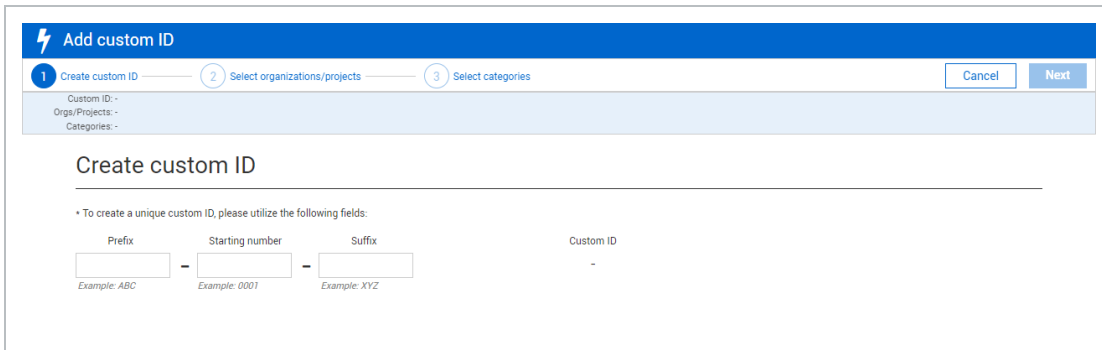 Add custom ID
1 Create custom ID 2 Select organizations/projects 3 Select categories Cancel Next
Custom ID: -
Orgs/Projects: -
Categories: -
Create custom ID
* To create a unique custom ID, please utilize the following fields:
Prefix Starting number Suffix Custom ID
- - -
Example: ABC Example: 0001 Example: XYZ